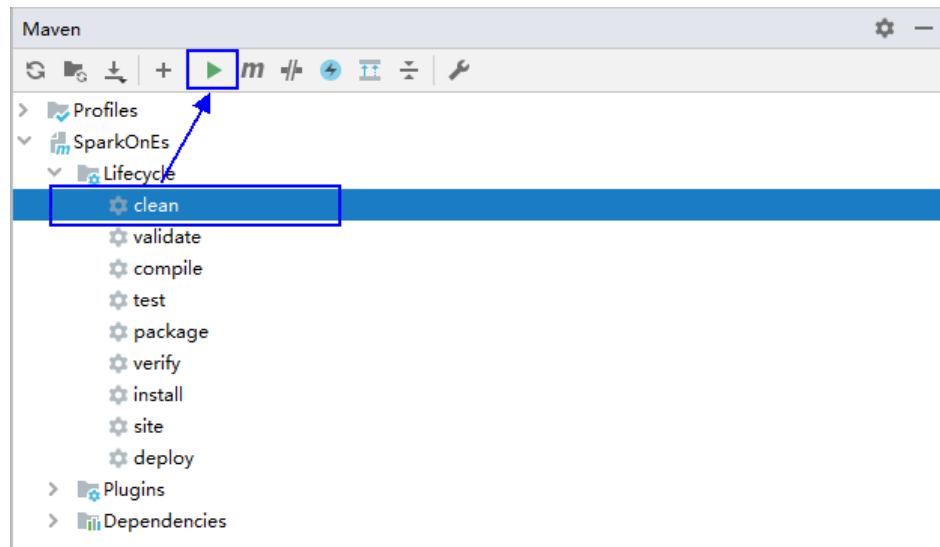 Maven
m
Profiles
SparkOnEs
Lifecycle
clean
validate
compile
test
package
verify
install
site
deploy
Plugins
Dependencies